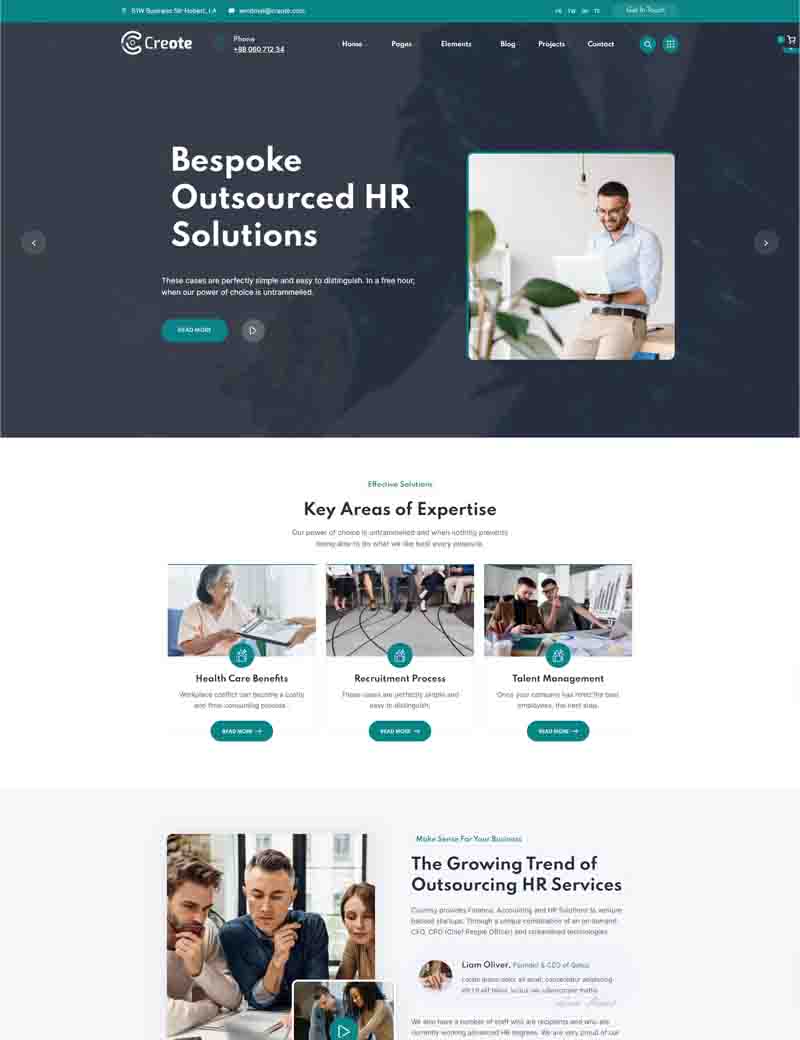 51W Business Str Hobert, LA
sendmail@creote.com
Get In Touch
Creote
Phone
+98 060 712 34
Home
Pages
Elements
Blog
Projects
Contact
Bespoke
Outsourced HR
Solutions
These cases are perfectly simple and easy to distinguish. In a free hour,
when our power of choice is untrammelled.
READ MORE
Effective Solutions
Key Areas of Expertise
Our power of choice is untrammelled and when nothing prevents
being able to do what we like best every pleasure.
Health Care Benefits
Workplace conflict can become a costly
and time-consuming process..
READ MORE
Recruitment Process
These cases are perfectly simple and
easy to distinguish.
READ MORE
Talent Management
Once your company has hired the best
employees, the next step.
READ MORE
Make Sense For Your Business
The Growing Trend of
Outsourcing HR Services
provides Finance, Accounting and HR Solutions to venture
backed startups. Through a unique combination of an on-demand
CFO, CPO (Chief People Officer) and streamlined technologies
Liam Oliver, Founder & CEO of Qetus
We also have a number of staff who are recipients and who are
currently working advanced HR degrees. We are very proud of our